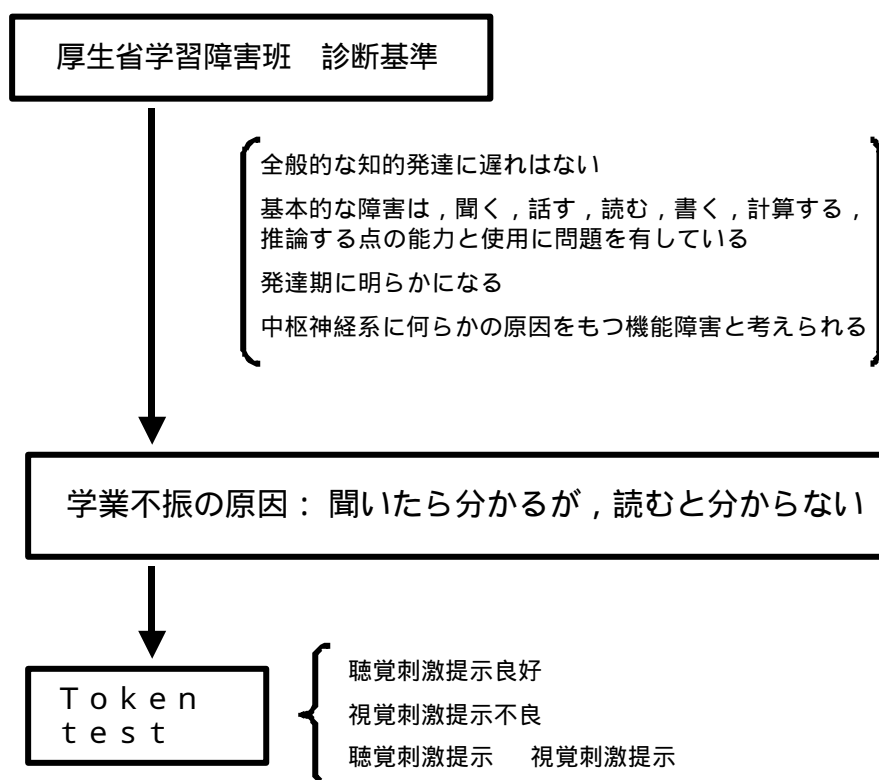 厚生省学習障害班　診断基準
全般的な知的発達に遅れはない
基本的な障害は，聞く，話す，読む，書く，計算する，
推論する点の能力と使用に問題を有している
発達期に明らかになる
中枢神経系に何らかの原因をもつ機能障害と考えられる
学業不振の原因： 聞いたら分かるが，読むと分からない
Ｔｏｋｅｎ
ｔｅｓｔ
聴覚刺激提示良好
視覚刺激提示不良
聴覚刺激提示　視覚刺激提示